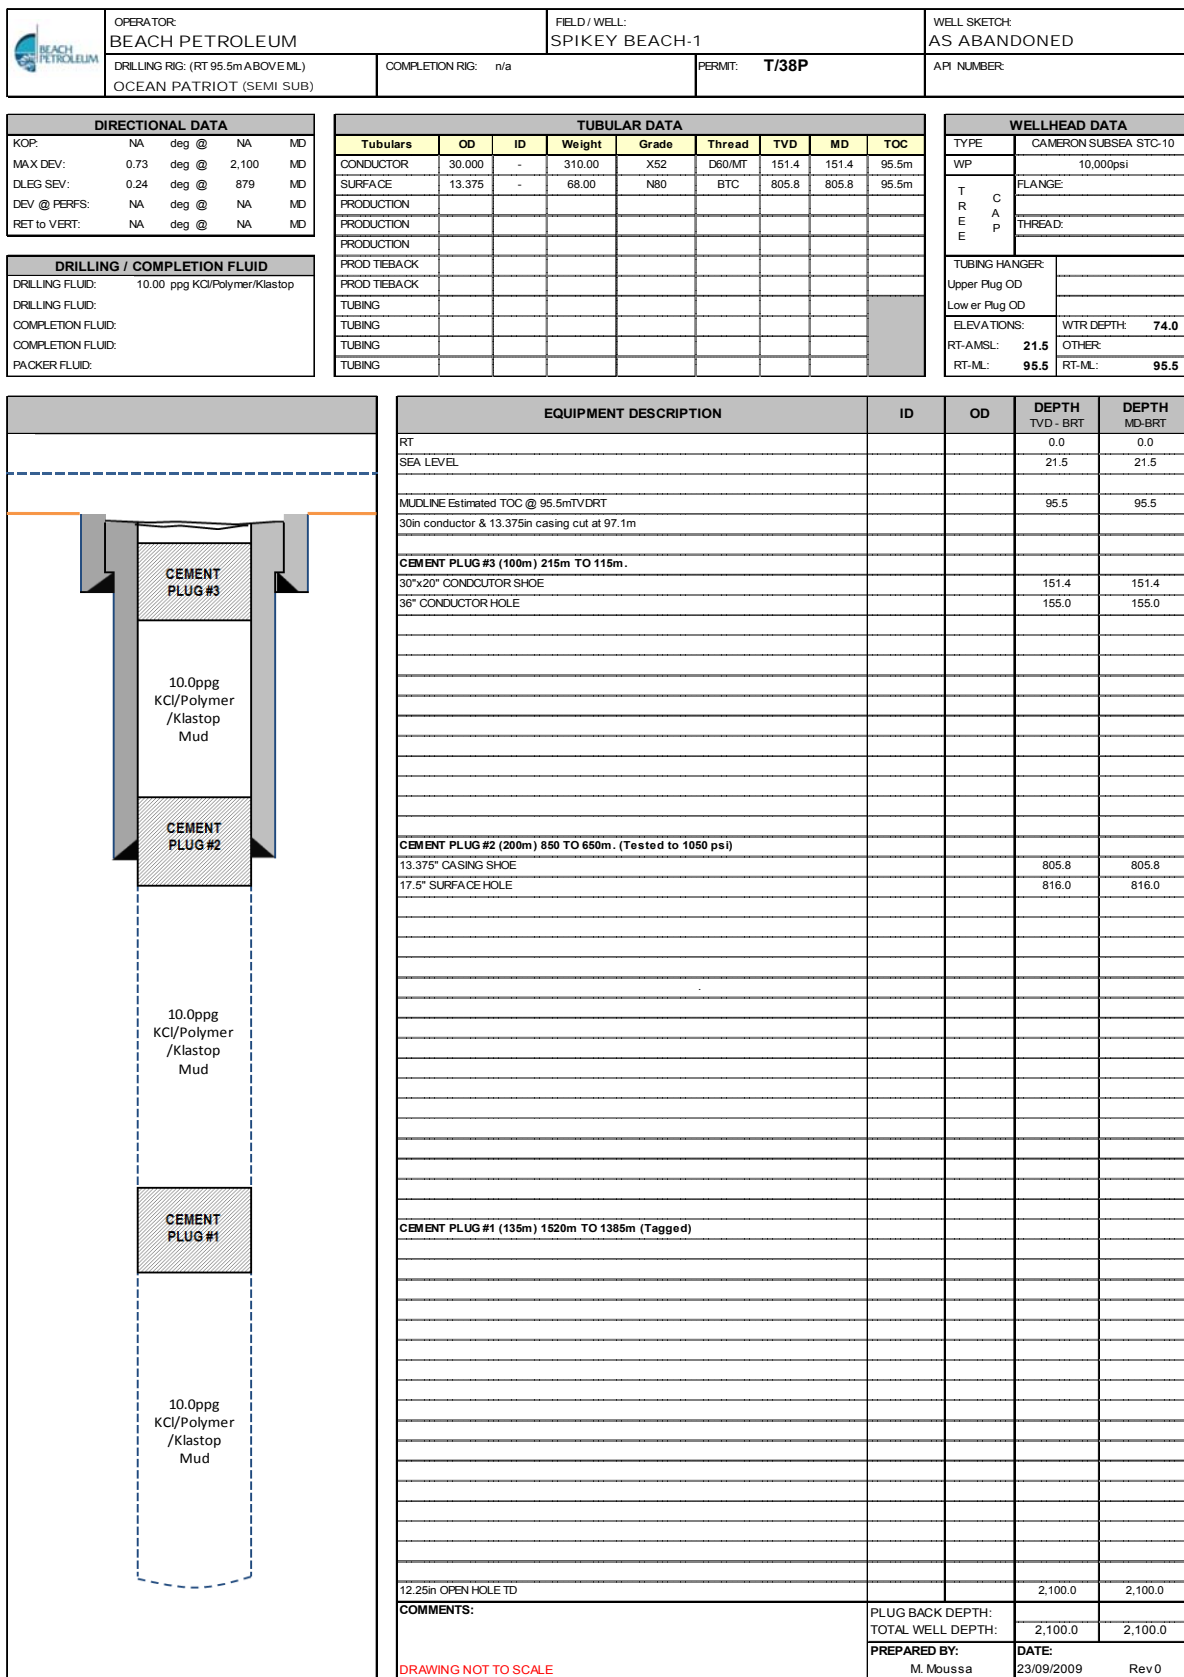 BEACH
PETROLEUM
OPERATOR:
BEACH PETROLEUM
FIELD / WELL:
SPIKEY BEACH-1
WELL SKETCH:
AS ABANDONED
DRILLING RIG: (RT 95.5m ABOVE ML)
OCEAN PATRIOT (SEMI SUB)
COMPLETION RIG: n/a
PERMIT: T/38P
API NUMBER:
DIRECTIONAL DATA
KOP: NA deg @ NA MD
MAX DEV: 0.73 deg @ 2,100 MD
DLEG SEV: 0.24 deg @ 879 MD
DEV @ PERFS: NA deg @ NA MD
RET to VERT: NA deg @ NA MD
DRILLING / COMPLETION FLUID
DRILLING FLUID: 10.00 ppg KCl/Polymer/Klastop
DRILLING FLUID:
COMPLETION FLUID:
COMPLETION FLUID:
PACKER FLUID:
TUBULAR DATA
Tubulars OD ID Weight Grade Thread TVD MD TOC
CONDUCTOR 30.000 - 310.00 X52 D60/MT 151.4 151.4 95.5m
SURFACE 13.375 - 68.00 N80 BTC 805.8 805.8 95.5m
PRODUCTION
PRODUCTION
PRODUCTION
PROD TIEBACK
PROD TIEBACK
TUBING
TUBING
TUBING
TUBING
WELLHEAD DATA
TYPE CAMERON SUBSEA STC-10
WP 10,000psi
TREE CAP
FLANGE:
THREAD:
TUBING HANGER:
Upper Plug OD
Lower Plug OD
ELEVATIONS: WTR DEPTH: 74.0
RT-AMSL: 21.5 OTHER:
RT-ML: 95.5 RT-ML: 95.5
EQUIPMENT DESCRIPTION ID OD DEPTH TVD - BRT DEPTH MD-BRT
RT 0.0 0.0
SEA LEVEL 21.5 21.5
MUDLINE Estimated TOC @ 95.5mTVDRT 95.5 95.5
30in conductor & 13.375in casing cut at 97.1m
CEMENT PLUG #3 (100m) 215m TO 115m.
30"x20" CONDCUTOR SHOE 151.4 151.4
36" CONDUCTOR HOLE 155.0 155.0
CEMENT PLUG #2 (200m) 850 TO 650m. (Tested to 1050 psi)
13.375" CASING SHOE 805.8 805.8
17.5" SURFACE HOLE 816.0 816.0
.
CEMENT PLUG #1 (135m) 1520m TO 1385m (Tagged)
12.25in OPEN HOLE TD 2,100.0 2,100.0
CEMENT
PLUG #3
10.0ppg
KCl/Polymer
/Klastop
Mud
CEMENT
PLUG #2
10.0ppg
KCl/Polymer
/Klastop
Mud
CEMENT
PLUG #1
10.0ppg
KCl/Polymer
/Klastop
Mud
COMMENTS:
DRAWING NOT TO SCALE
PLUG BACK DEPTH:
TOTAL WELL DEPTH: 2,100.0 2,100.0
PREPARED BY: DATE:
M. Moussa 23/09/2009 Rev 0